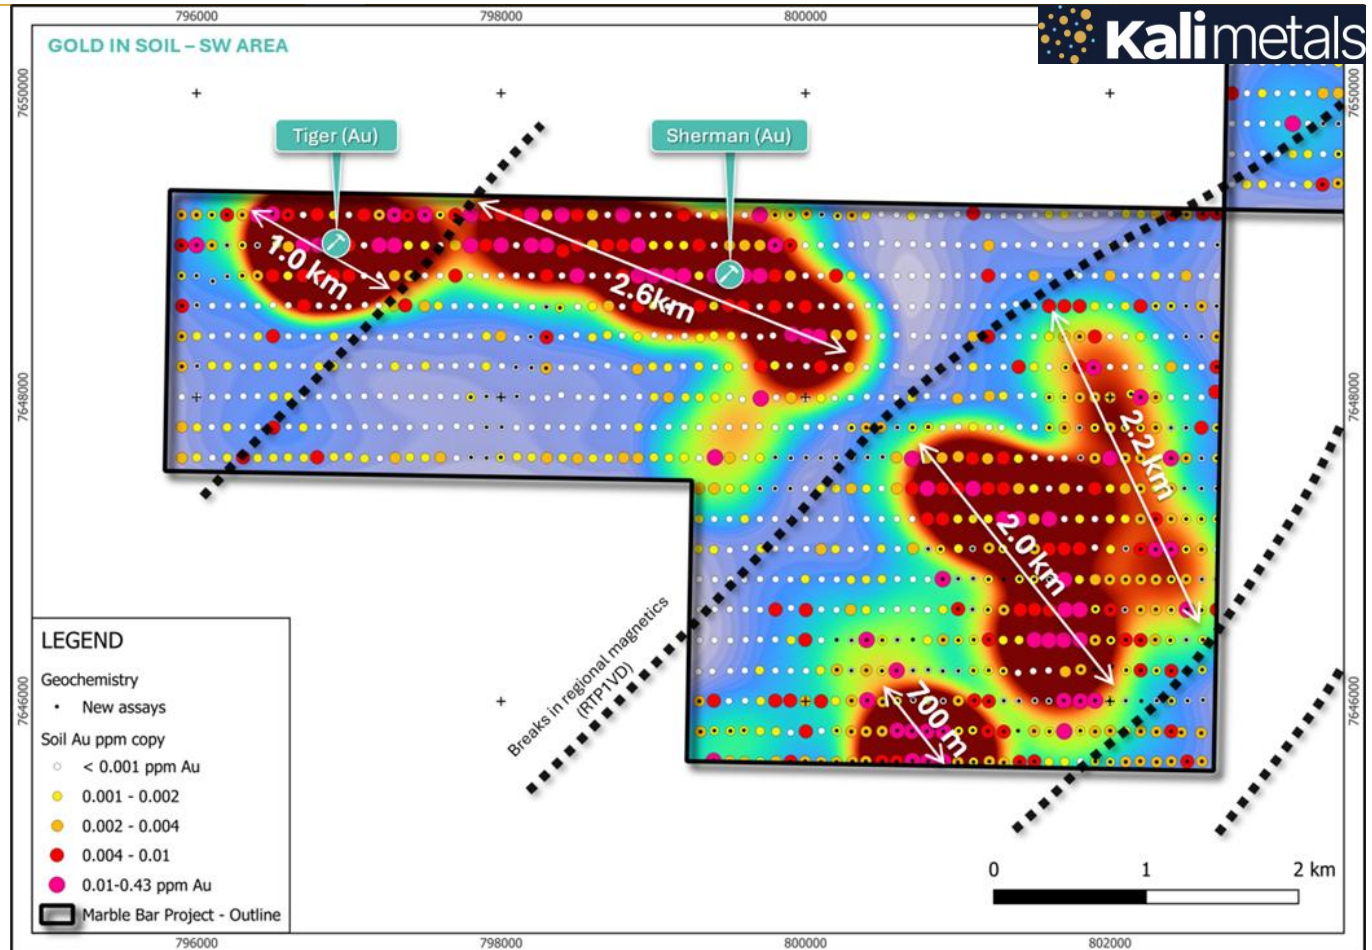 796000
798000
800000
Kalimetals
GOLD IN SOIL – SW AREA
7650000
7650000
Tiger (Au)
Sherman (Au)
1.0 km
2.6km
7648000
7648000
2.2 km
2.0 km
700 m
Breaks in regional magnetics
(RTP1VD)
7646000
7646000
LEGEND
Geochemistry
New assays
Soil Au ppm copy
< 0.001 ppm Au
0.001 - 0.002
0.002 - 0.004
0.004 - 0.01
0.01-0.43 ppm Au
Marble Bar Project - Outline
0 1 2 km
796000
798000
800000
802000